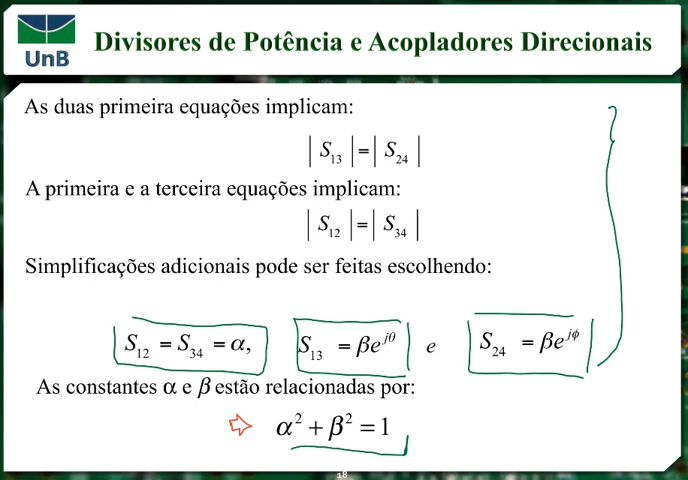 UnB
Divisores de Potência e Acopladores Direcionais
As duas primeira equações implicam:
| S₁₃ | = | S₂₄ |
A primeira e a terceira equações implicam:
| S₁₂ | = | S₃₄ |
Simplificações adicionais pode ser feitas escolhendo:
S₁₂ = S₃₄ = α, S₁₃ = βe^{jθ} e S₂₄ = βe^{jϕ}
As constantes α e β estão relacionadas por:
α² + β² = 1
18